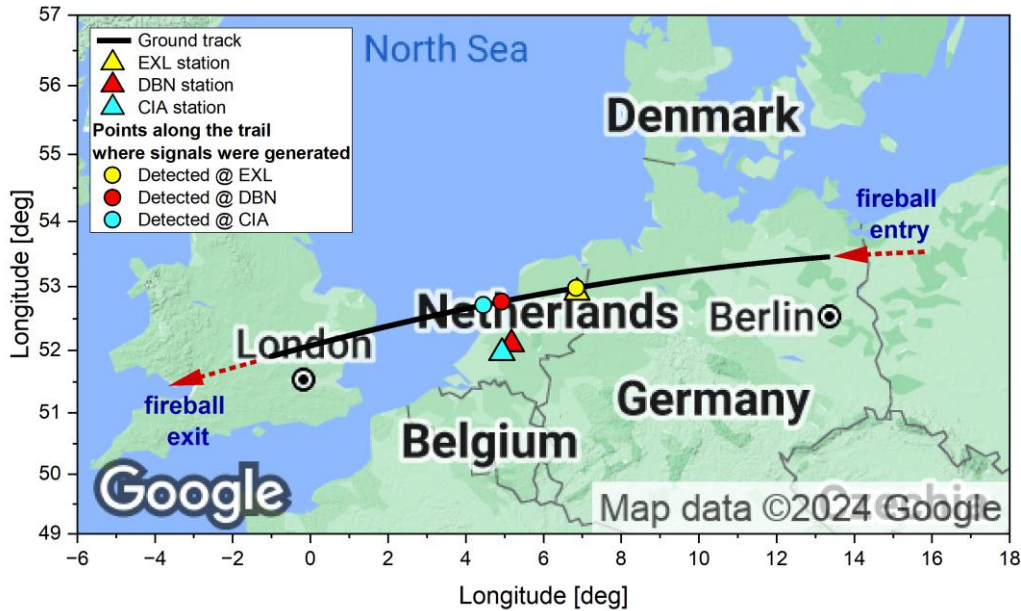 57
56
55
54
53
52
51
50
49
Longitude [deg]
Ground track
EXL station
DBN station
CIA station
Points along the trail
where signals were generated
Detected @ EXL
Detected @ DBN
Detected @ CIA
North Sea
Denmark
fireball
entry
Netherlands
Berlin
London
fireball
exit
Belgium
Germany
Czechia
Google
Map data ©2024 Google
−6 −4 −2 0 2 4 6 8 10 12 14 16 18
Longitude [deg]